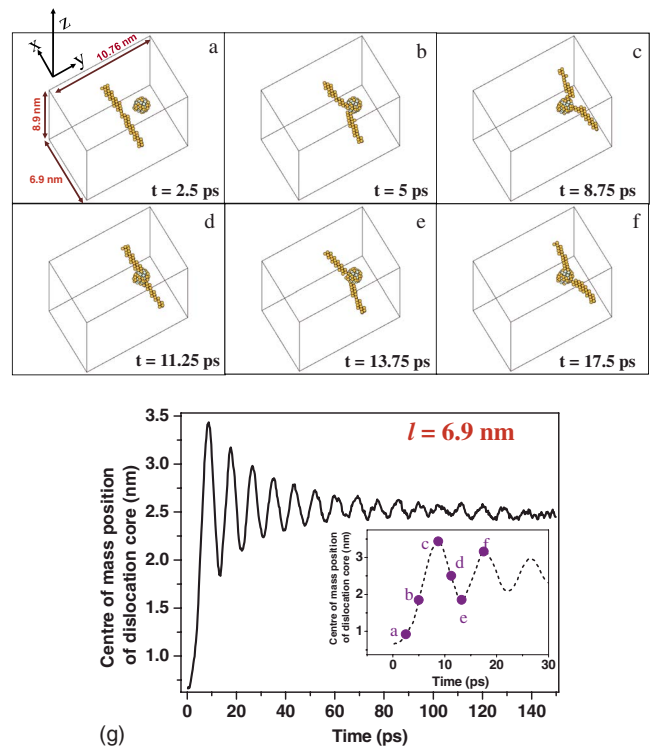 z
x
y
10.76 nm
8.9 nm
6.9 nm
a
t = 2.5 ps
b
t = 5 ps
c
t = 8.75 ps
d
t = 11.25 ps
e
t = 13.75 ps
f
t = 17.5 ps
l = 6.9 nm
Centre of mass position
of dislocation core (nm)
3.5
3.0
2.5
2.0
1.5
1.0
0 20 40 60 80 100 120 140
Time (ps)
Centre of mass position
of dislocation core (nm)
3
2
1
a
b
c
d
e
f
0 10 20 30
Time (ps)
(g)